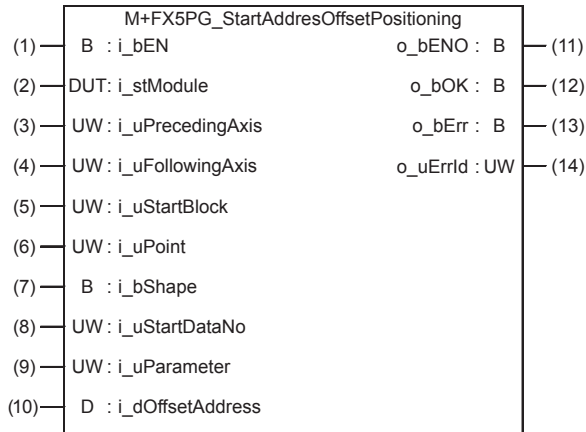 M+FX5PG_StartAddresOffsetPositioning
(1) B : i_bEN o_bENO : B (11)
(2) DUT: i_stModule o_bOK : B (12)
(3) UW : i_uPrecedingAxis o_bErr : B (13)
(4) UW : i_uFollowingAxis o_uErrId : UW (14)
(5) UW : i_uStartBlock
(6) UW : i_uPoint
(7) B : i_bShape
(8) UW : i_uStartDataNo
(9) UW : i_uParameter
(10) D : i_dOffsetAddress